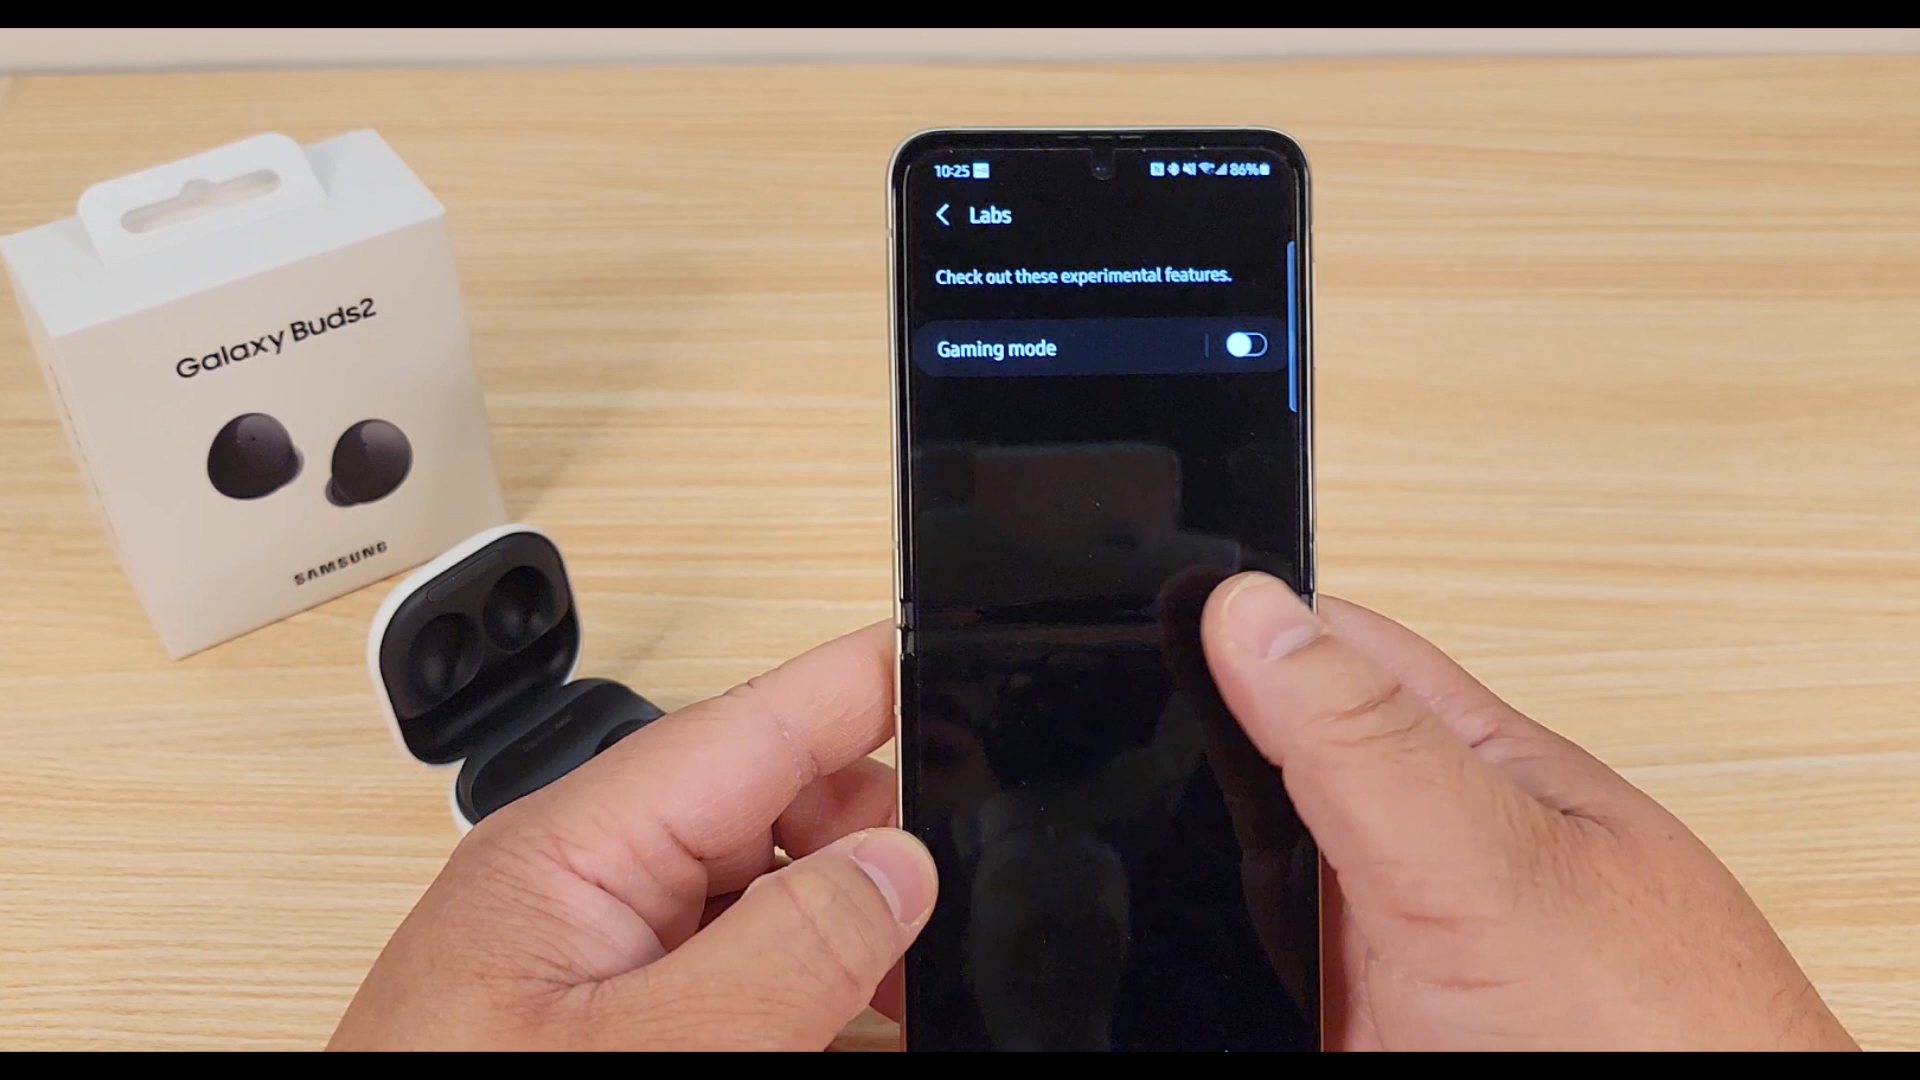 Galaxy Buds2
SAMSUNG
10:25
86%
Labs
Check out these experimental features.
Gaming mode